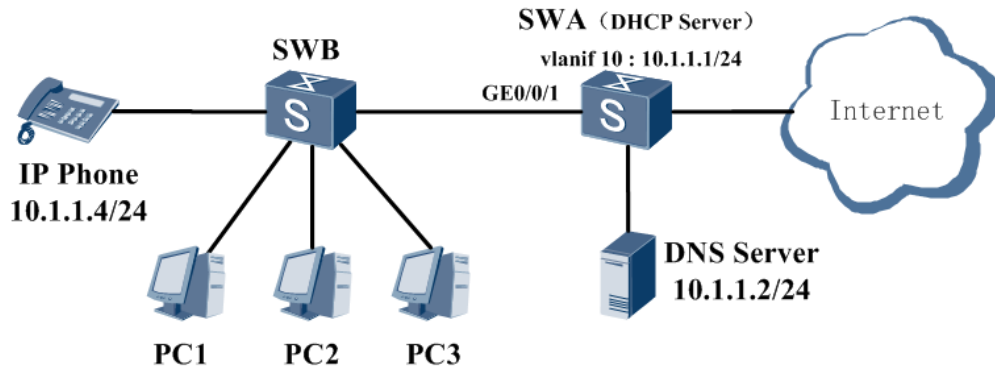 SWA（DHCP Server）
SWB
vlanif 10 : 10.1.1.1/24
GE0/0/1
S
S
Internet
IP Phone
10.1.1.4/24
DNS Server
10.1.1.2/24
PC1
PC2
PC3